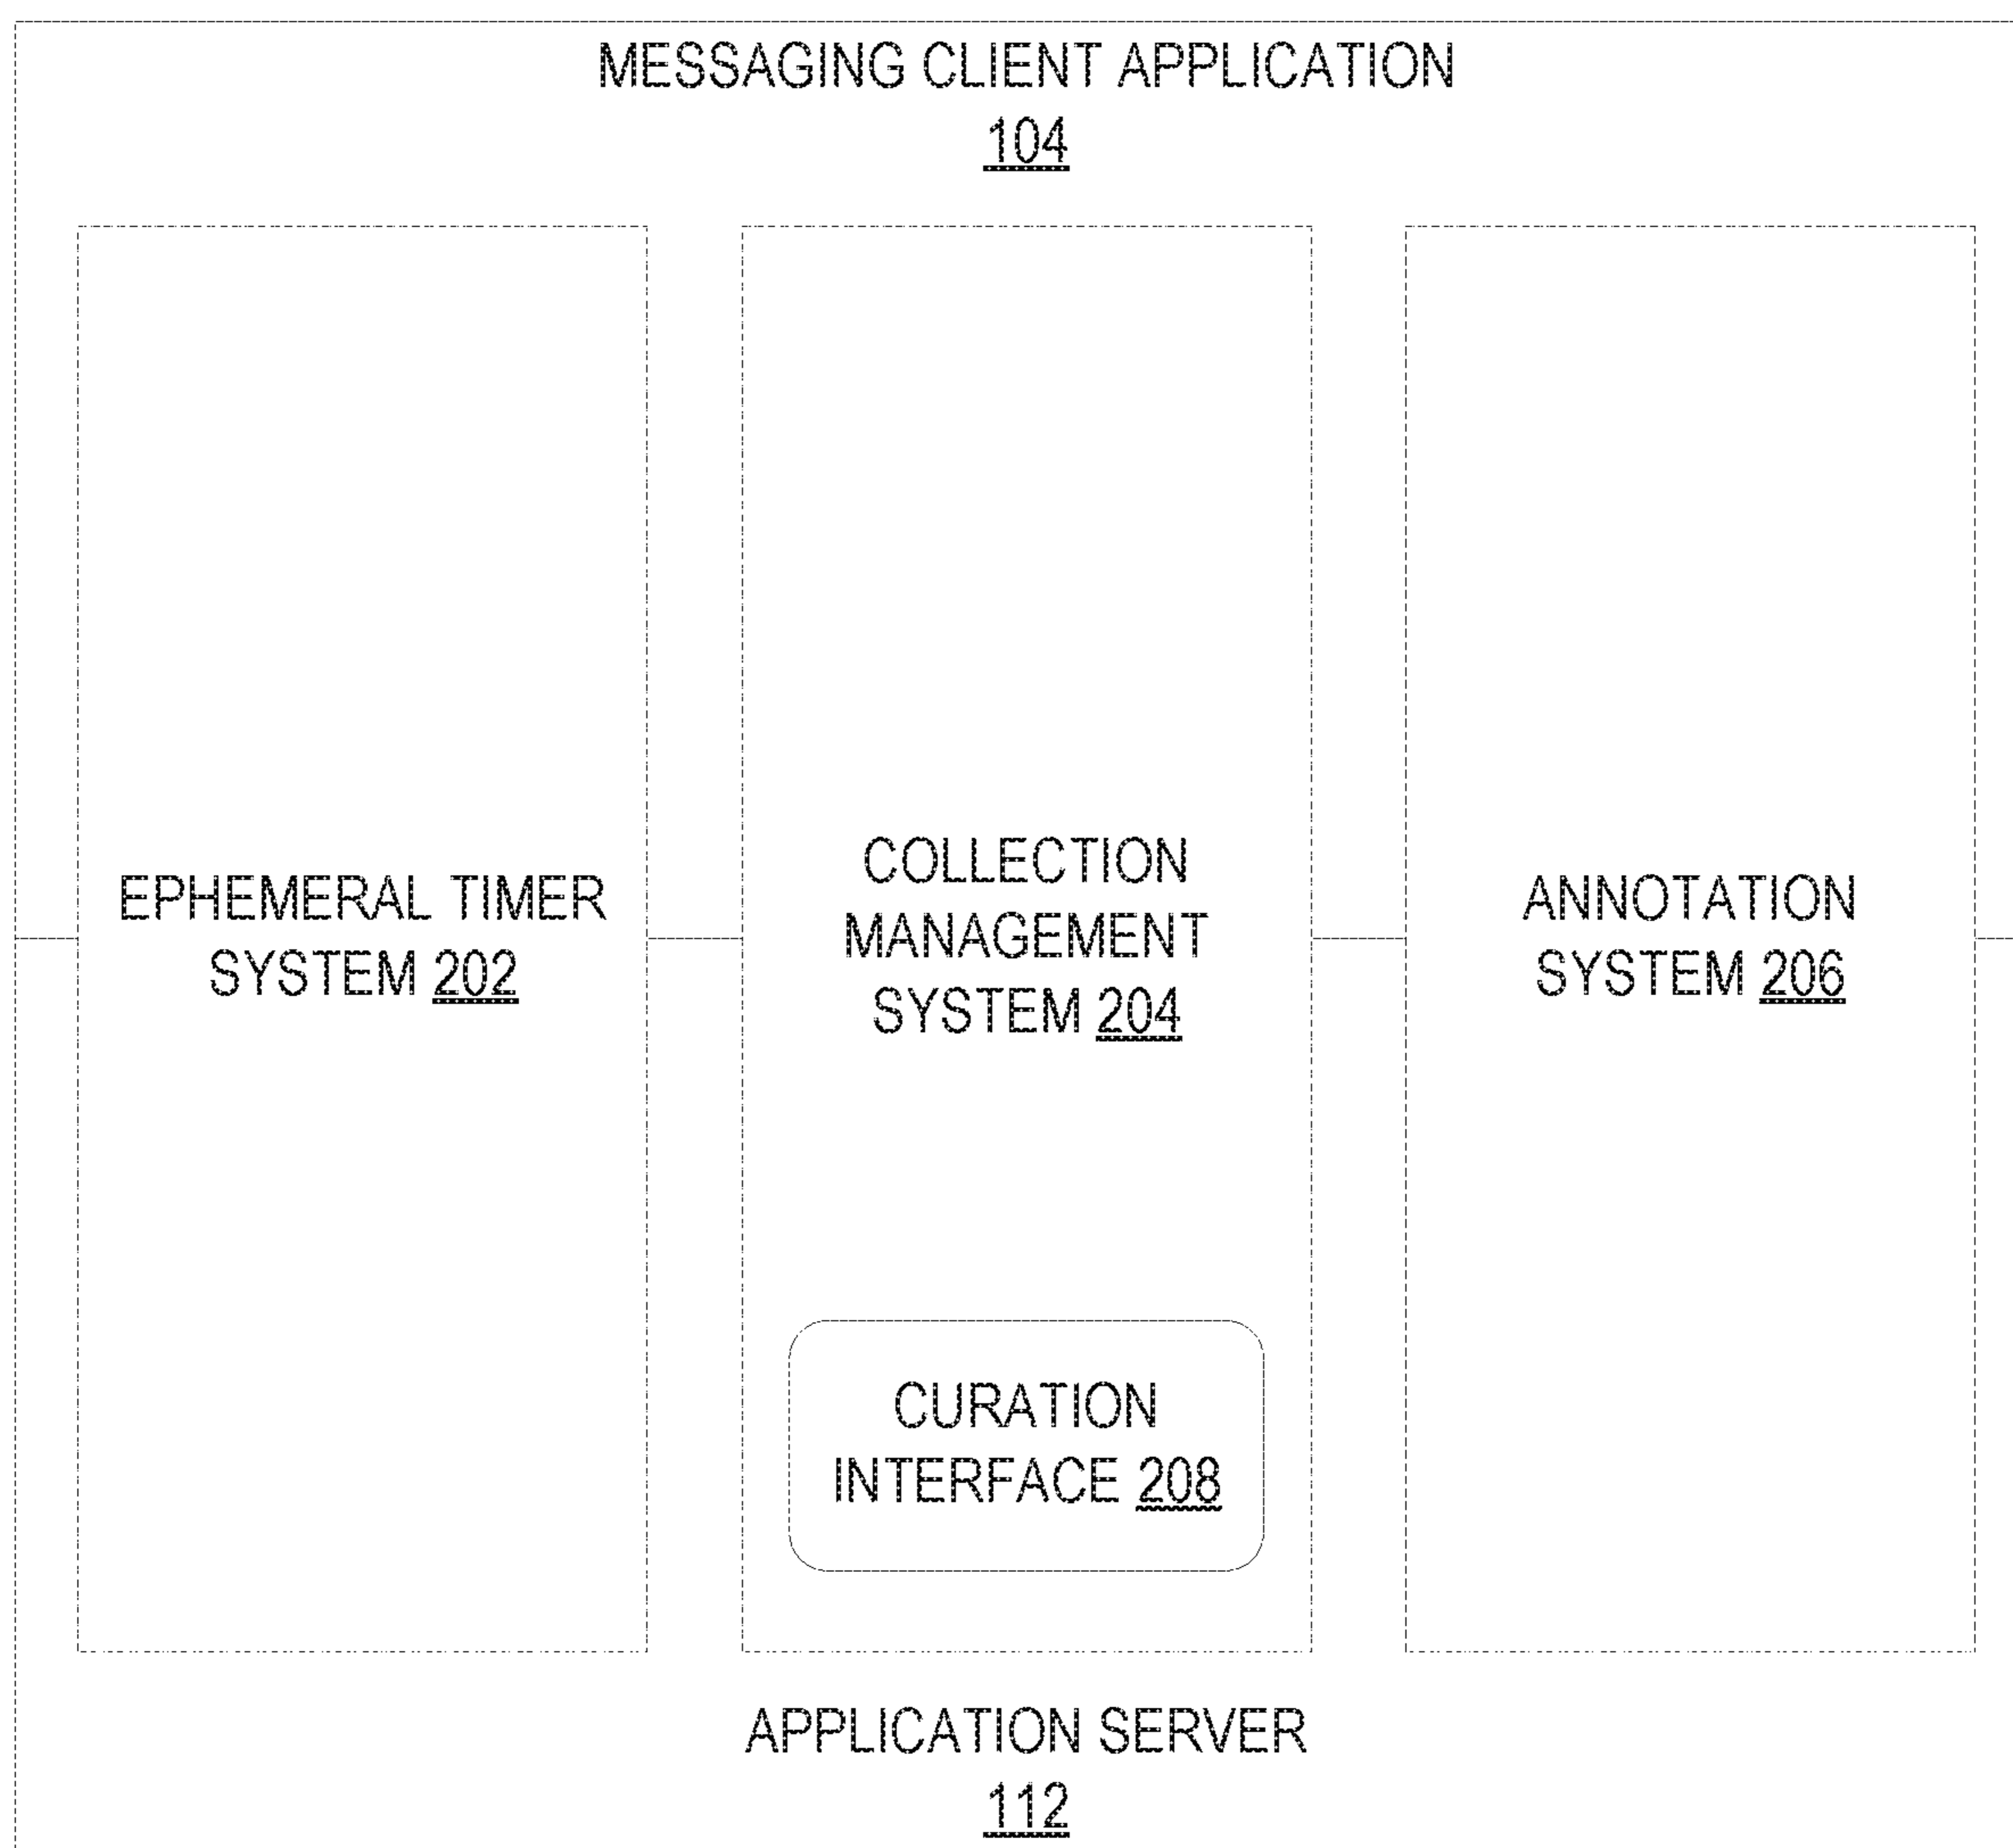 MESSAGING CLIENT APPLICATION
104
EPHEMERAL TIMER
SYSTEM 202
COLLECTION
MANAGEMENT
SYSTEM 204
CURATION
INTERFACE 208
ANNOTATION
SYSTEM 206
APPLICATION SERVER
112